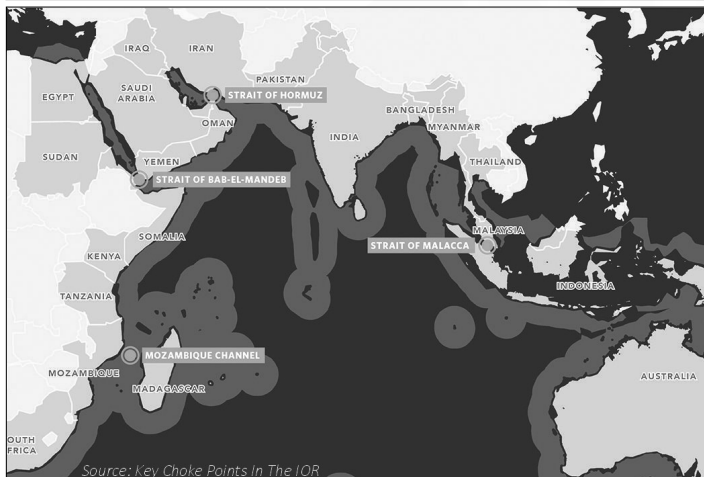 IRAQ
IRAN
PAKISTAN
STRAIT OF HORMUZ
EGYPT
SAUDI
ARABIA
OMAN
BANGLADESH
INDIA
MYANMAR
SUDAN
YEMEN
THAILAND
STRAIT OF BAB-EL-MANDEB
SOMALIA
MALAYSIA
STRAIT OF MALACCA
KENYA
INDONESIA
TANZANIA
MOZAMBIQUE CHANNEL
MOZAMBIQUE
MADAGASCAR
AUSTRALIA
OUTH
FRICA
Source: Key Choke Points In The IOR